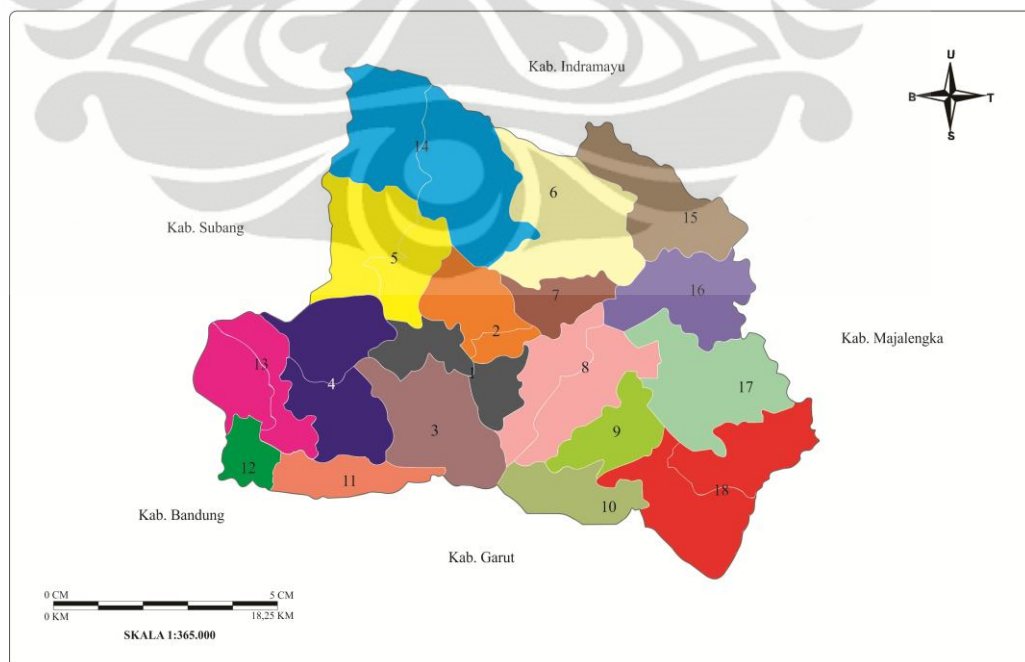 Kab. Indramayu
U
B T
S
14
6
15
Kab. Subang
5
16
7
2
Kab. Majalengka
13
1
8
4
17
3
9
12
11
18
10
Kab. Bandung
Kab. Garut
0 CM 5 CM
0 KM 18,25 KM
SKALA 1:365.000